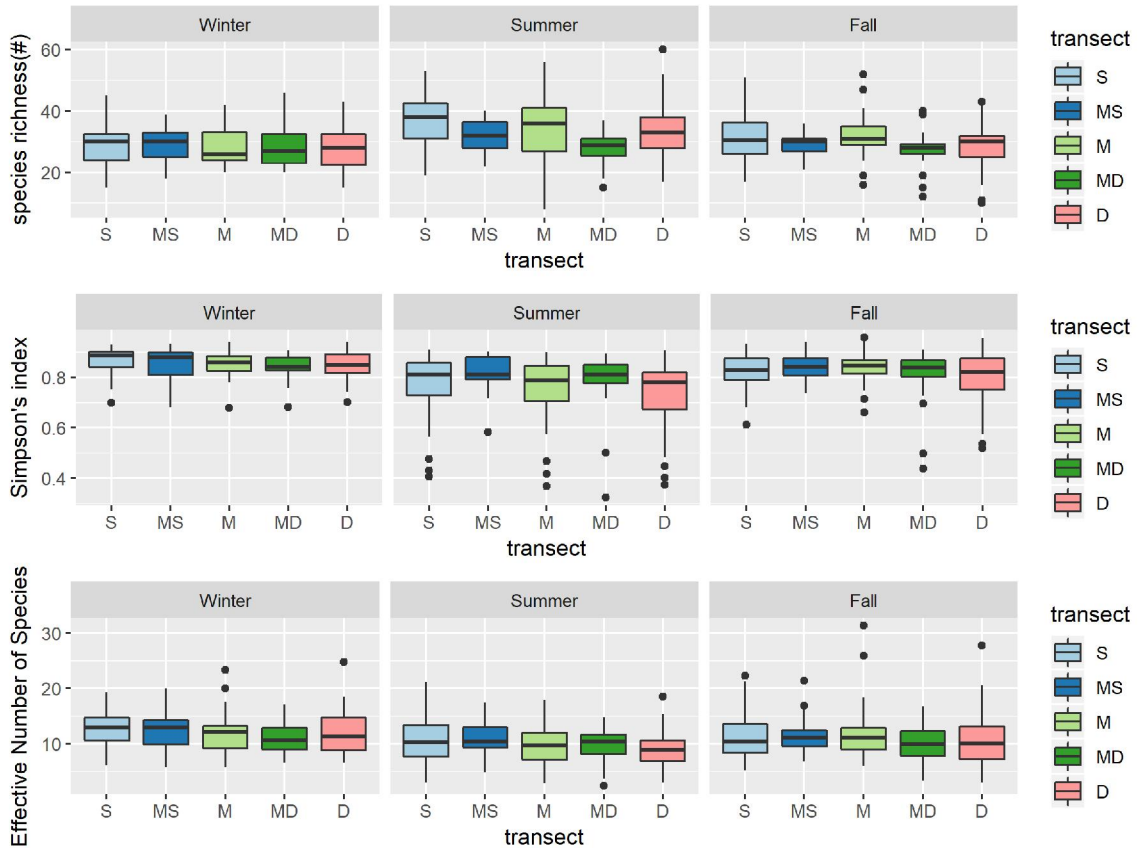 Winter Summer Fall
species richness(#)
60
40
20
S MS M MD D S MS M MD D S MS M MD D
transect
transect
S
MS
M
MD
D
Winter Summer Fall
Simpson's index
0.8
0.6
0.4
S MS M MD D S MS M MD D S MS M MD D
transect
transect
S
MS
M
MD
D
Winter Summer Fall
Effective Number of Species
30
20
10
S MS M MD D S MS M MD D S MS M MD D
transect
transect
S
MS
M
MD
D